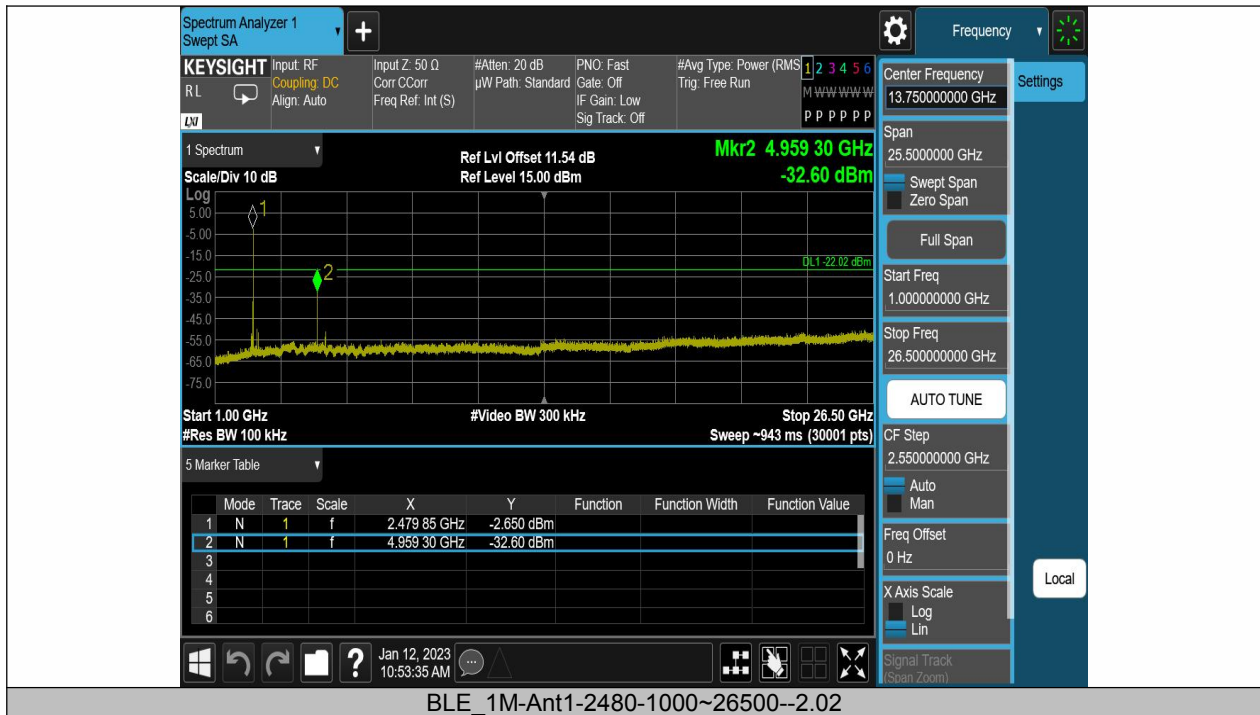 Spectrum Analyzer 1
Swept SA
+
Frequency
KEYSIGHT
RL
LXI
Input: RF
Coupling: DC
Align: Auto
Input Z: 50 Ω
Corr CCorr
Freq Ref: Int (S)
#Atten: 20 dB
µW Path: Standard
PNO: Fast
Gate: Off
IF Gain: Low
Sig Track: Off
#Avg Type: Power (RMS
Trig: Free Run
1 2 3 4 5 6
M W W W W W
P P P P P P
1 Spectrum
Scale/Div 10 dB
Ref Lvl Offset 11.54 dB
Ref Level 15.00 dBm
Mkr2 4.959 30 GHz
-32.60 dBm
Log
5.00
-5.00
-15.0
-25.0
-35.0
-45.0
-55.0
-65.0
-75.0
1
2
DL1 -22.02 dBm
Start 1.00 GHz
#Res BW 100 kHz
#Video BW 300 kHz
Stop 26.50 GHz
Sweep ~943 ms (30001 pts)
5 Marker Table
Mode Trace Scale X Y Function Function Width Function Value
1 N 1 f 2.479 85 GHz -2.650 dBm
2 N 1 f 4.959 30 GHz -32.60 dBm
3
4
5
6
Center Frequency
13.750000000 GHz
Settings
Span
25.5000000 GHz
Swept Span
Zero Span
Full Span
Start Freq
1.000000000 GHz
Stop Freq
26.500000000 GHz
AUTO TUNE
CF Step
2.550000000 GHz
Auto
Man
Freq Offset
0 Hz
X Axis Scale
Log
Lin
Signal Track
(Span Zoom)
Local
?
Jan 12, 2023
10:53:35 AM
BLE_1M-Ant1-2480-1000~26500--2.02